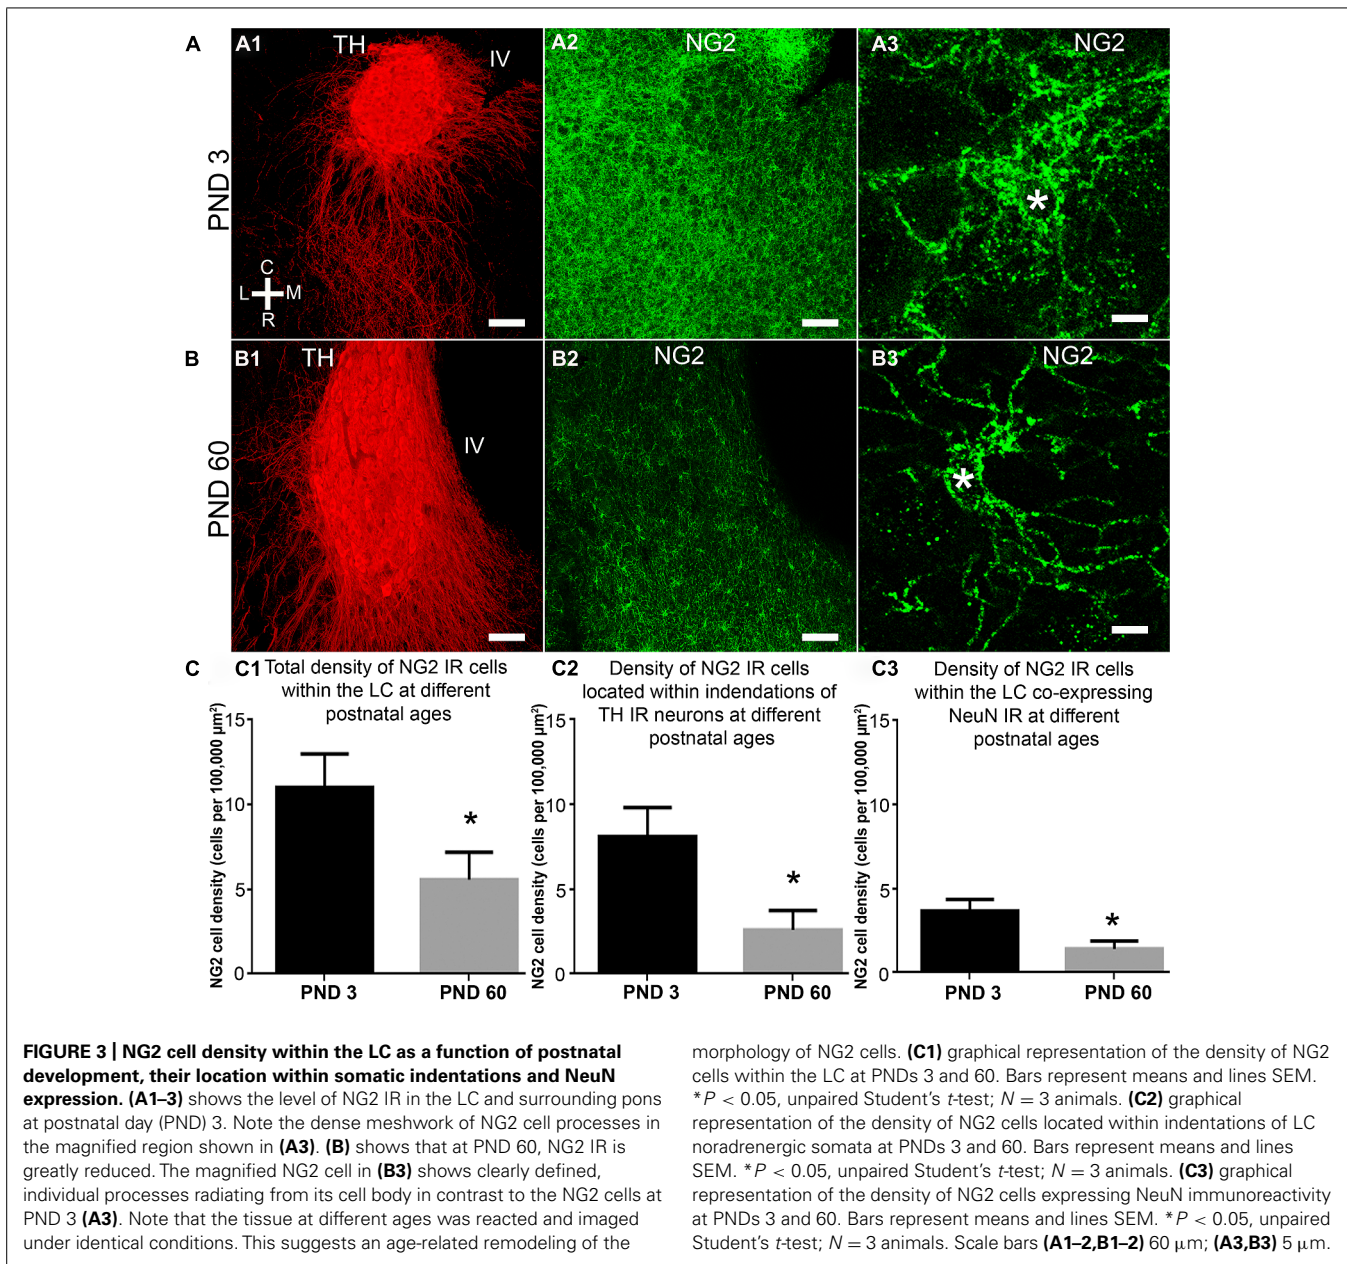 A A1 TH IV
A2 NG2
A3 NG2
PND 3
C
L M
R
*
B B1 TH
B2 NG2
B3 NG2
PND 60
IV
*
C C1 Total density of NG2 IR cells
within the LC at different
postnatal ages
NG2 cell density (cells per 100,000 µm²)
15
10
5
0
*
PND 3 PND 60
C2 Density of NG2 IR cells
located within indendations of
TH IR neurons at different
postnatal ages
NG2 cell density (cells per 100,000 µm²)
15
10
5
0
*
PND 3 PND 60
C3 Density of NG2 IR cells
within the LC co-expressing
NeuN IR at different
postnatal ages
NG2 cell density (cells per 100,000 µm²)
15
10
5
0
*
PND 3 PND 60
FIGURE 3 | NG2 cell density within the LC as a function of postnatal
development, their location within somatic indentations and NeuN
expression. (A1–3) shows the level of NG2 IR in the LC and surrounding pons
at postnatal day (PND) 3. Note the dense meshwork of NG2 cell processes in
the magnified region shown in (A3). (B) shows that at PND 60, NG2 IR is
greatly reduced. The magnified NG2 cell in (B3) shows clearly defined,
individual processes radiating from its cell body in contrast to the NG2 cells at
PND 3 (A3). Note that the tissue at different ages was reacted and imaged
under identical conditions. This suggests an age-related remodeling of the
morphology of NG2 cells. (C1) graphical representation of the density of NG2
cells within the LC at PNDs 3 and 60. Bars represent means and lines SEM.
*P < 0.05, unpaired Student's t-test; N = 3 animals. (C2) graphical
representation of the density of NG2 cells located within indentations of LC
noradrenergic somata at PNDs 3 and 60. Bars represent means and lines
SEM. *P < 0.05, unpaired Student's t-test; N = 3 animals. (C3) graphical
representation of the density of NG2 cells expressing NeuN immunoreactivity
at PNDs 3 and 60. Bars represent means and lines SEM. *P < 0.05, unpaired
Student's t-test; N = 3 animals. Scale bars (A1–2,B1–2) 60 µm; (A3,B3) 5 µm.